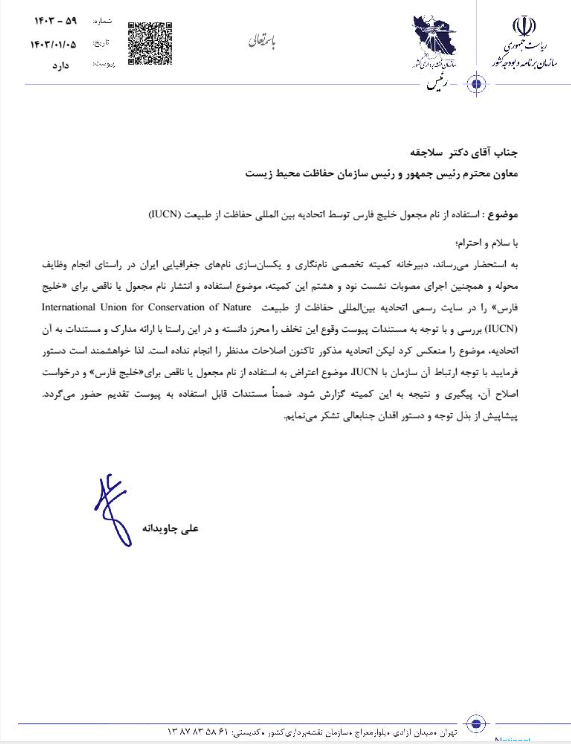 ریاست جمهوری
سازمان برنامه و بودجه کشور
سازمان نقشه‌برداری کشور
رئیس
باسمه‌تعالی
شماره: ۵۹ - ۱۴۰۳
تاریخ: ۱۴۰۳/۰۱/۰۵
پیوست: دارد
جناب آقای دکتر سلاجقه
معاون محترم رئیس جمهور و رئیس سازمان حفاظت محیط زیست
موضوع : استفاده از نام مجعول خلیج فارس توسط اتحادیه بین المللی حفاظت از طبیعت (IUCN)
با سلام و احترام؛
به استحضار می‌رساند، دبیرخانه کمیته تخصصی نام‌نگاری و یکسان‌سازی نام‌های جغرافیایی ایران در راستای انجام وظایف
محوله و همچنین اجرای مصوبات نشست نود و هشتم این کمیته، موضوع استفاده و انتشار نام مجعول یا ناقص برای «خلیج
فارس» را در سایت رسمی اتحادیه بین‌المللی حفاظت از طبیعت International Union for Conservation of Nature
(IUCN) بررسی و با توجه به مستندات پیوست وقوع این تخلف را محرز دانسته و در این راستا با ارائه مدارک و مستندات به آن
اتحادیه، موضوع را منعکس کرد لیکن اتحادیه مذکور تاکنون اصلاحات مدنظر را انجام نداده است. لذا خواهشمند است دستور
فرمایید با توجه ارتباط آن سازمان با IUCN، موضوع اعتراض به استفاده از نام مجعول یا ناقص برای«خلیج فارس» و درخواست
اصلاح آن، پیگیری و نتیجه به این کمیته گزارش شود. ضمناً مستندات قابل استفاده به پیوست تقدیم حضور می‌گردد.
پیشاپیش از بذل توجه و دستور اقدان جنابعالی تشکر می‌نمایم.
علی جاویدانه
تهران •میدان آزادی •بلوارمعراج •سازمان نقشه‌برداری کشور •کدپستی: ۶۱ ۵۸ ۸۳ ۸۷ ۱۳